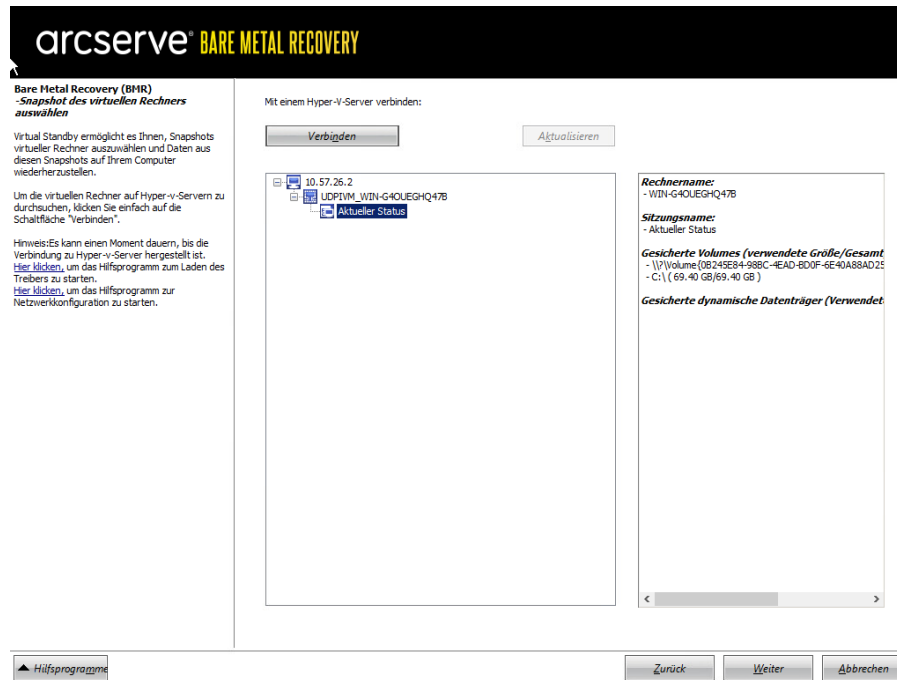 arcserve® BARE METAL RECOVERY
Bare Metal Recovery (BMR)
-Snapshot des virtuellen Rechners
auswählen
Virtual Standby ermöglicht es Ihnen, Snapshots
virtueller Rechner auszuwählen und Daten aus
diesen Snapshots auf Ihrem Computer
wiederherzustellen.
Um die virtuellen Rechner auf Hyper-v-Servern zu
durchsuchen, klicken Sie einfach auf die
Schaltfläche "Verbinden".
Hinweis:Es kann einen Moment dauern, bis die
Verbindung zu Hyper-v-Server hergestellt ist.
Hier klicken, um das Hilfsprogramm zum Laden des
Treibers zu starten.
Hier klicken, um das Hilfsprogramm zur
Netzwerkkonfiguration zu starten.
Mit einem Hyper-V-Server verbinden:
Verbinden
Aktualisieren
10.57.26.2
UDPIVM_WIN-G4OUEGHQ47B
Aktueller Status
Rechnername:
- WIN-G4OUEGHQ47B
Sitzungsname:
- Aktueller Status
Gesicherte Volumes (verwendete Größe/Gesamt
- \\?\Volume{0B245E84-98BC-4EAD-BD0F-6E40A88AD25
- C:\ ( 69.40 GB/69.40 GB )
Gesicherte dynamische Datenträger (Verwendet
Hilfsprogramme
Zurück
Weiter
Abbrechen